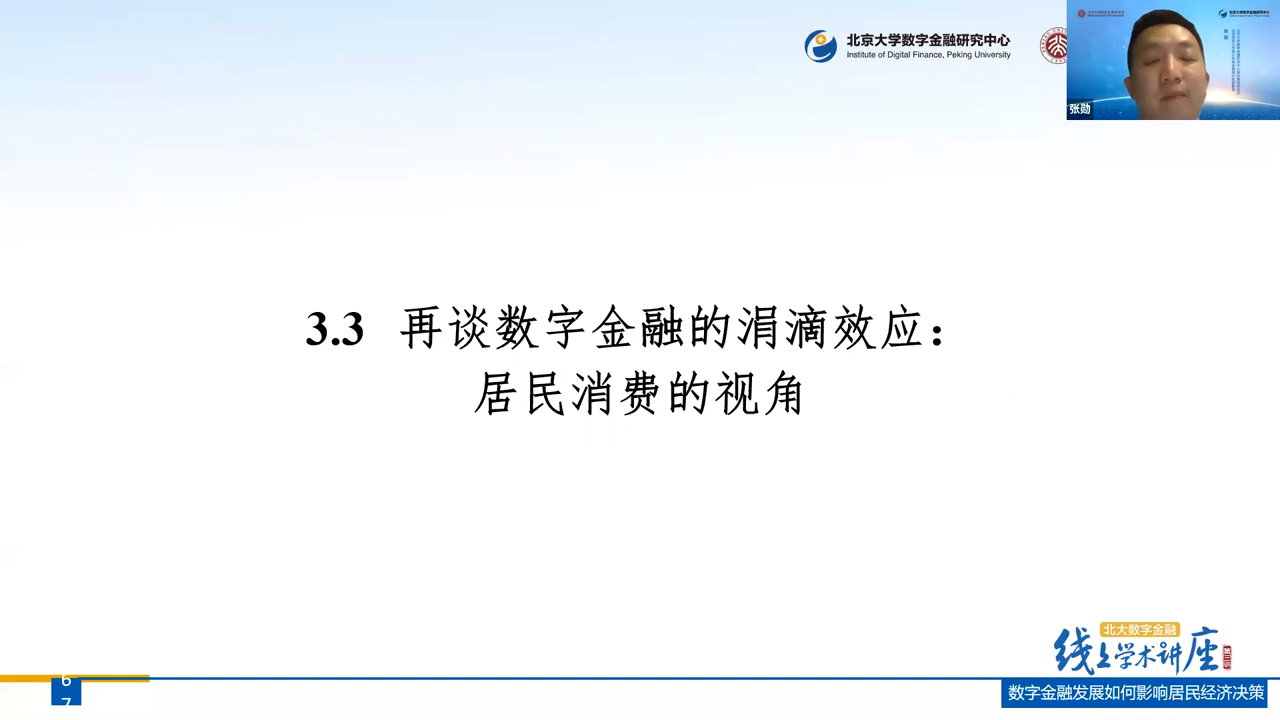 北京大学数字金融研究中心
Institute of Digital Finance, Peking University
张勋
3.3 再谈数字金融的涓滴效应：
居民消费的视角
北大数字金融
线上学术讲座
数字金融发展如何影响居民经济决策
67